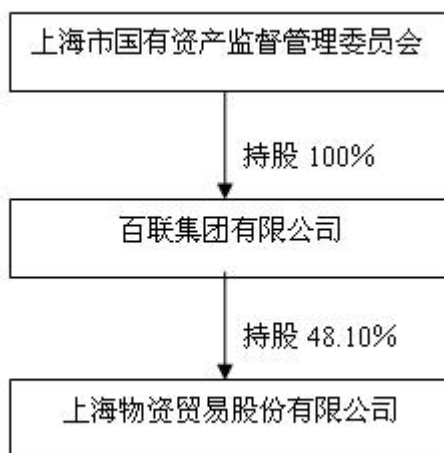 上海市国有资产监督管理委员会
持股 100%
百联集团有限公司
持股 48.10%
上海物资贸易股份有限公司